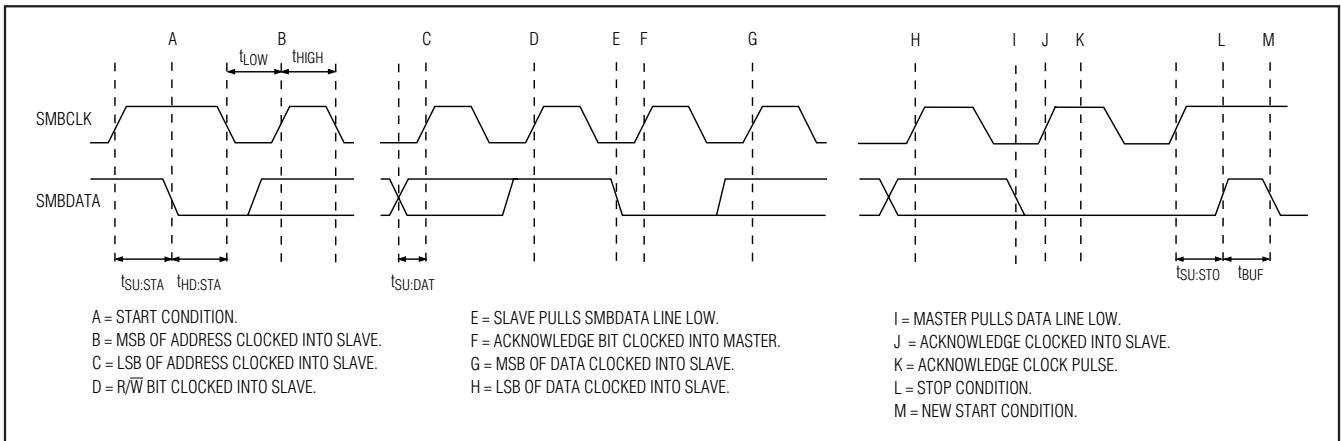 A B C D E F G H I J K L M
tLOW tHIGH
SMBCLK
SMBDATA
tSU:STA tHD:STA tSU:DAT tSU:STO tBUF
A = START CONDITION.
B = MSB OF ADDRESS CLOCKED INTO SLAVE.
C = LSB OF ADDRESS CLOCKED INTO SLAVE.
D = R/W̅ BIT CLOCKED INTO SLAVE.
E = SLAVE PULLS SMBDATA LINE LOW.
F = ACKNOWLEDGE BIT CLOCKED INTO MASTER.
G = MSB OF DATA CLOCKED INTO SLAVE.
H = LSB OF DATA CLOCKED INTO SLAVE.
I = MASTER PULLS DATA LINE LOW.
J = ACKNOWLEDGE CLOCKED INTO SLAVE.
K = ACKNOWLEDGE CLOCK PULSE.
L = STOP CONDITION.
M = NEW START CONDITION.